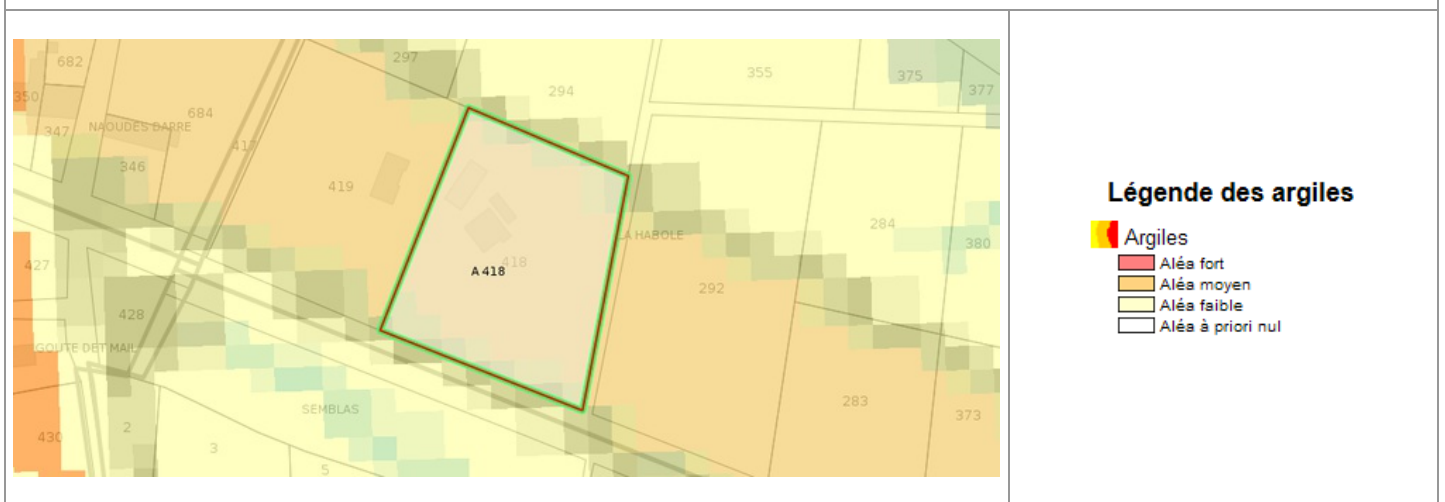 297
682
355
375
294
377
350
684
347
NAOUDES DARRE
417
346
419
284
LA HABOLE
380
418
427
A 418
292
428
GOUTE DET MAIL
283
SEMBLAS
373
2
430
3
5
Légende des argiles
Argiles
Aléa fort
Aléa moyen
Aléa faible
Aléa à priori nul